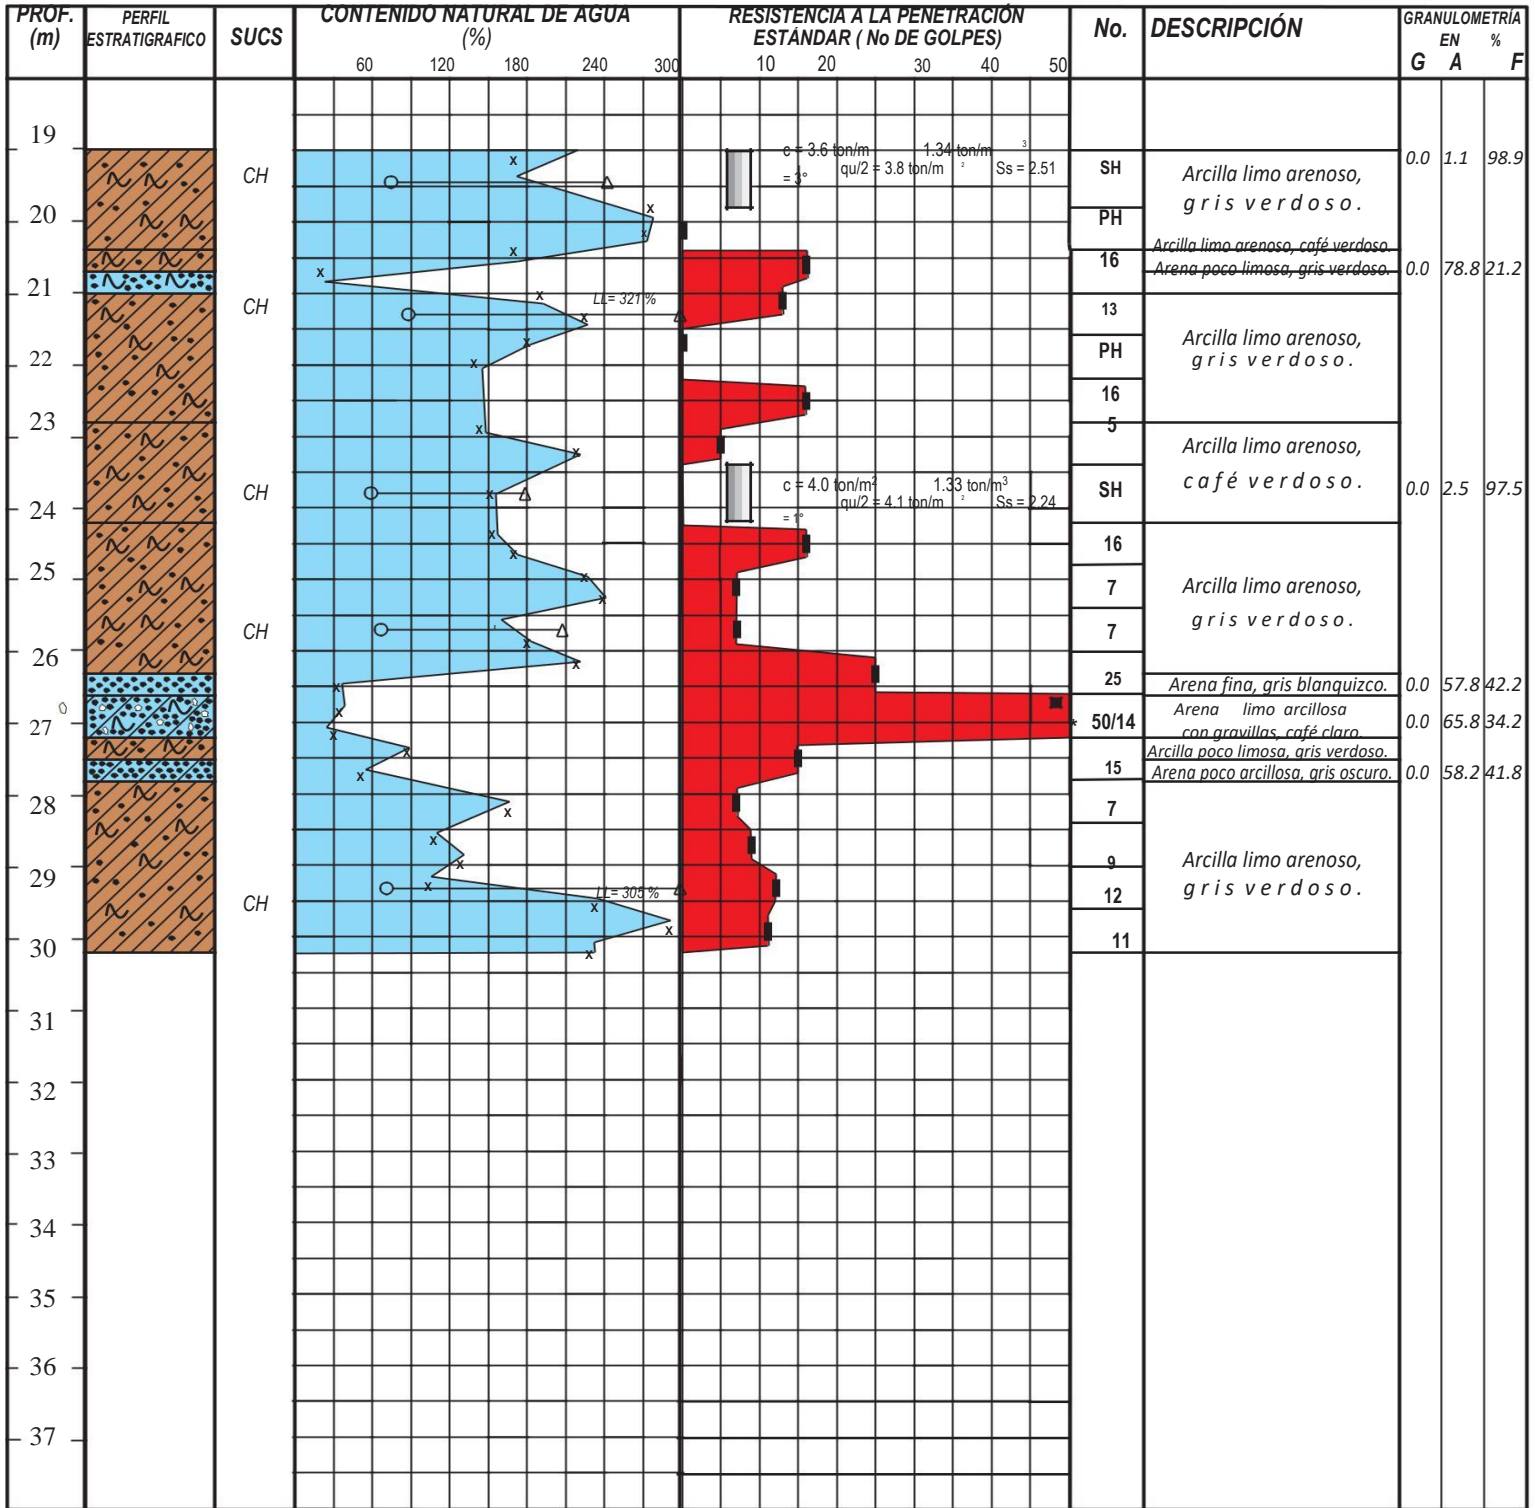 PROF.
(m)
PERFIL
ESTRATIGRAFICO
SUCS
CONTENIDO NATURAL DE AGUA
(%)
60 120 180 240 300
RESISTENCIA A LA PENETRACIÓN
ESTÁNDAR ( No DE GOLPES)
10 20 30 40 50
No.
DESCRIPCIÓN
GRANULOMETRÍA
EN %
G A F
19
20
21
22
23
24
25
26
27
28
29
30
31
32
33
34
35
36
37
CH
CH
CH
CH
CH
LL= 321 %
LL= 305 %
c = 3.6 ton/m 1.34 ton/m 3
qu/2 = 3.8 ton/m 2 Ss = 2.51
= 3°
c = 4.0 ton/m2 1.33 ton/m3
qu/2 = 4.1 ton/m 2 Ss = 2.24
= 1°
SH
PH
16
13
PH
16
5
SH
16
7
7
25
* 50/14
15
7
9
12
11
Arcilla limo arenoso,
gris verdoso.
Arcilla limo arenoso, café verdoso.
Arena poco limosa, gris verdoso.
Arcilla limo arenoso,
gris verdoso.
Arcilla limo arenoso,
café verdoso.
Arcilla limo arenoso,
gris verdoso.
Arena fina, gris blanquizco.
Arena limo arcillosa
con gravillas, café claro.
Arcilla poco limosa, gris verdoso.
Arena poco arcillosa, gris oscuro.
Arcilla limo arenoso,
gris verdoso.
0.0 1.1 98.9
0.0 78.8 21.2
0.0 2.5 97.5
0.0 57.8 42.2
0.0 65.8 34.2
0.0 58.2 41.8